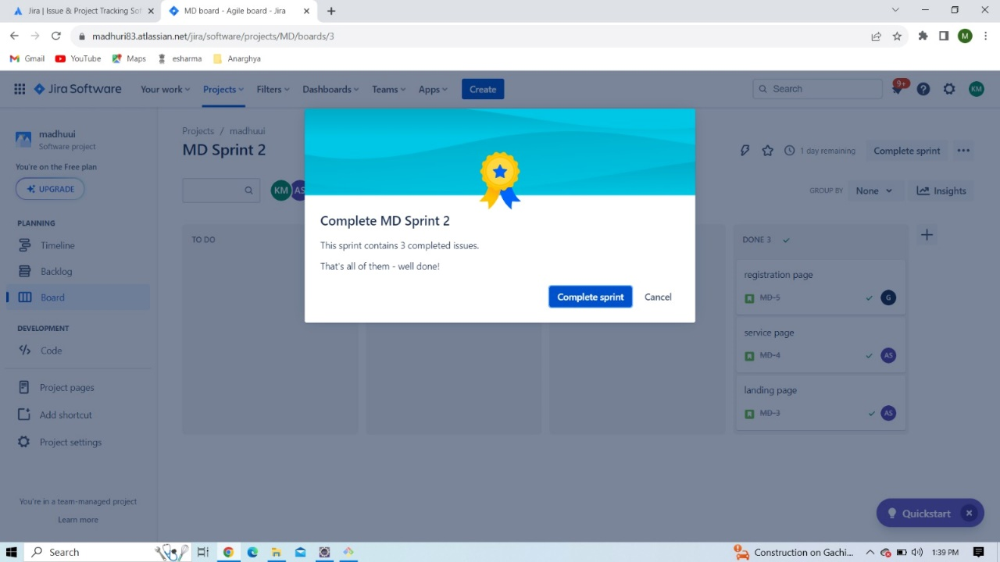 Jira | Issue & Project Tracking Sof
MD board - Agile board - Jira
madhuri83.atlassian.net/jira/software/projects/MD/boards/3
M
Gmail
YouTube
Maps
esharma
Anarghya
Jira Software
Your work
Projects
Filters
Dashboards
Teams
Apps
Create
Search
9+
KM
madhuui
Software project
You're on the Free plan
UPGRADE
PLANNING
Timeline
Backlog
Board
DEVELOPMENT
Code
Project pages
Add shortcut
Project settings
You're in a team-managed project
Learn more
Projects / madhuui
MD Sprint 2
1 day remaining
Complete sprint
KM AS
GROUP BY
None
Insights
TO DO
DONE 3
registration page
MD-5
G
service page
MD-4
AS
landing page
MD-3
AS
Complete MD Sprint 2
This sprint contains 3 completed issues.
That's all of them - well done!
Complete sprint
Cancel
Quickstart
Search
Construction on Gachi...
1:39 PM